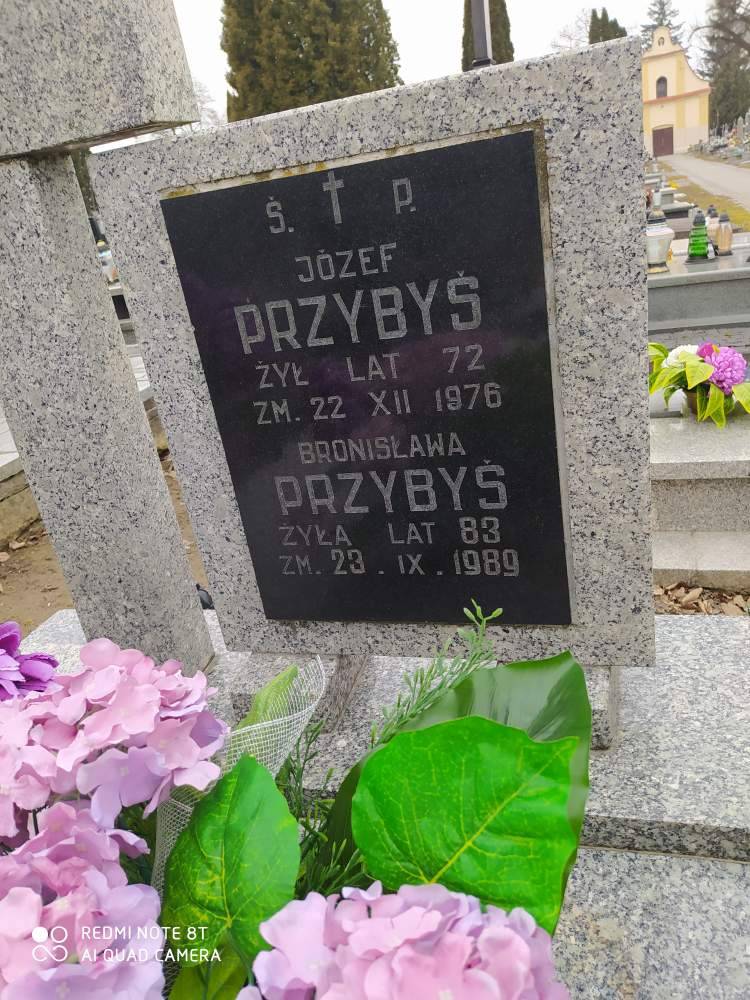 Ś. P.
JÓZEF
PRZYBYŚ
ŻYŁ LAT 72
ZM. 22 XII 1976
BRONISŁAWA
PRZYBYŚ
ŻYŁA LAT 83
ZM. 23. IX. 1989
REDMI NOTE 8T
AI QUAD CAMERA